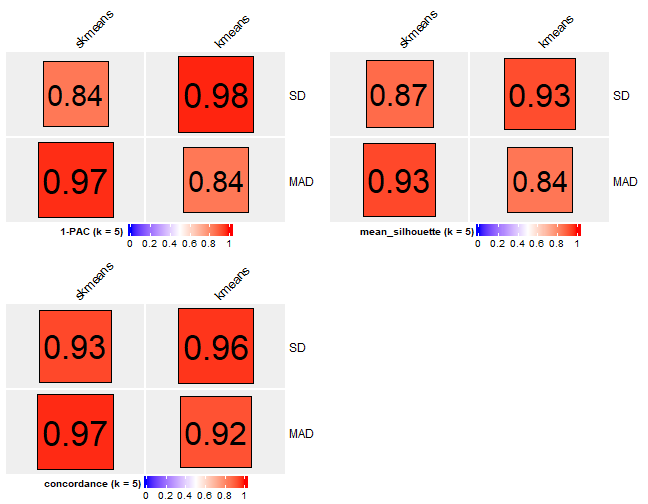 skmeans kmeans
0.84 0.98 SD
0.97 0.84 MAD
1-PAC (k = 5)
0 0.2 0.4 0.6 0.8 1
skmeans kmeans
0.87 0.93 SD
0.93 0.84 MAD
mean_silhouette (k = 5)
0 0.2 0.4 0.6 0.8 1
skmeans kmeans
0.93 0.96 SD
0.97 0.92 MAD
concordance (k = 5)
0 0.2 0.4 0.6 0.8 1